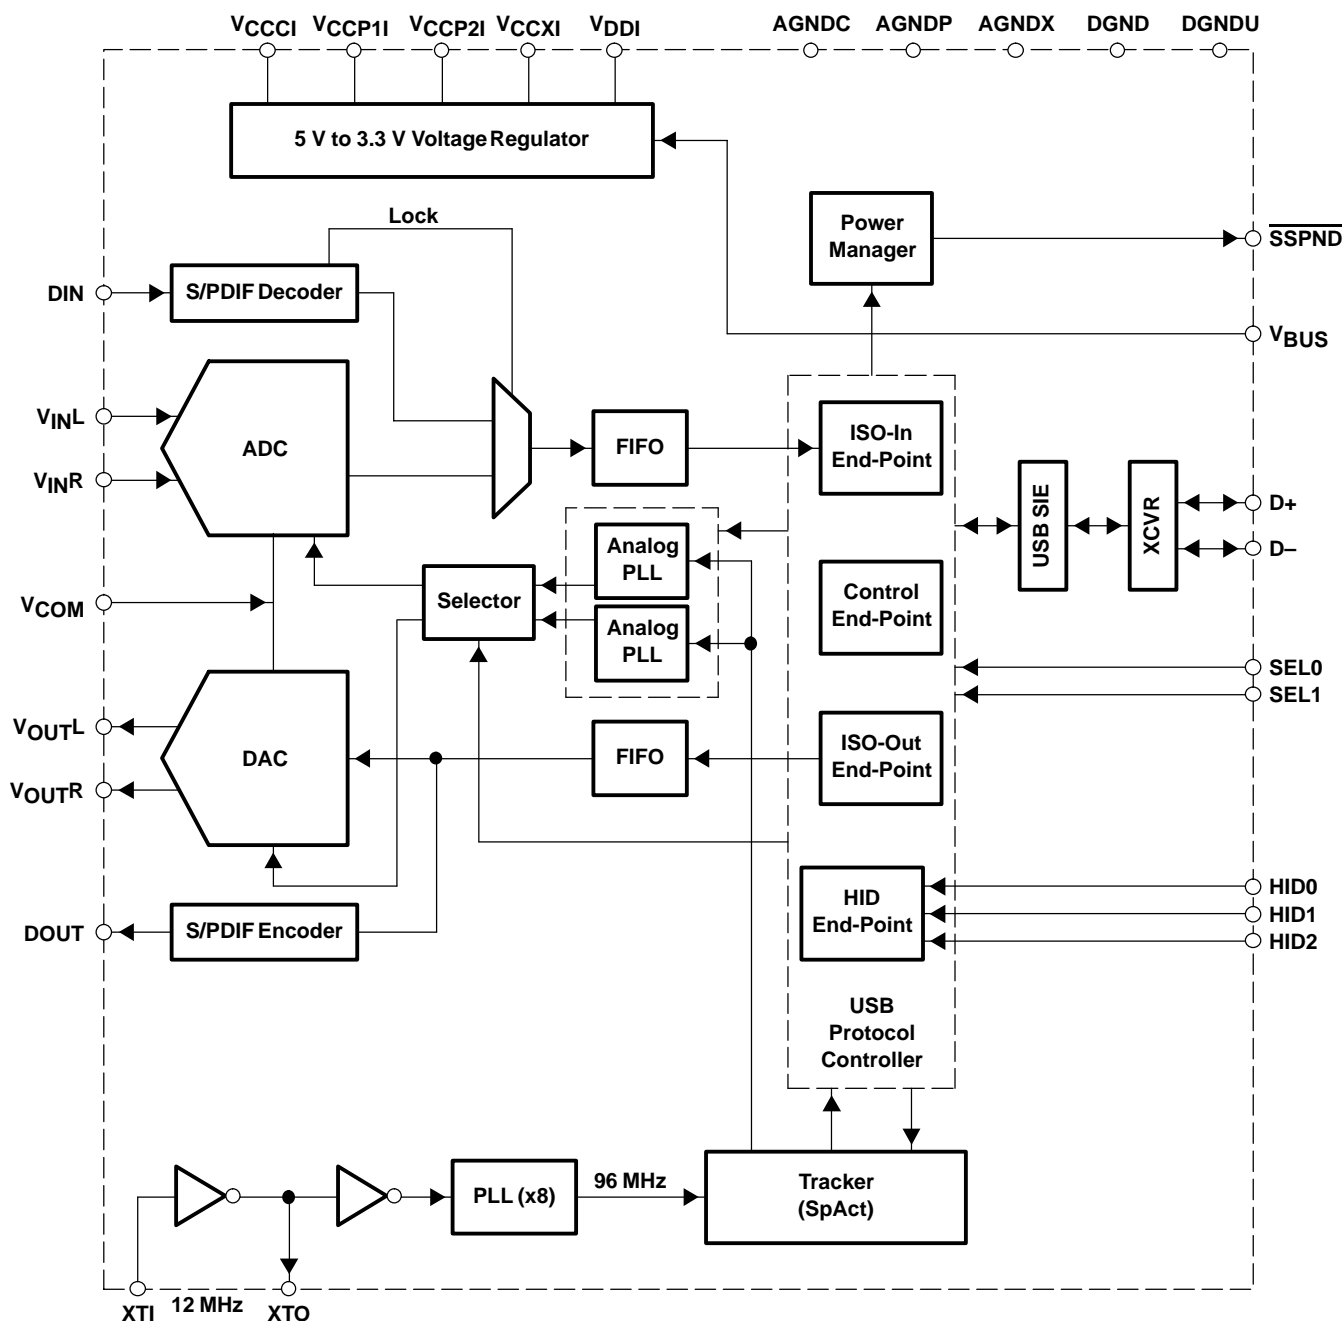 VCCCI VCCP1I VCCP2I VCCXI VDDI AGNDC AGNDP AGNDX DGND DGNDU
5 V to 3.3 V Voltage Regulator
Lock
Power
Manager
SSPND
DIN
S/PDIF Decoder
VBUS
VINL
VINR
ADC
FIFO
ISO-In
End-Point
USB SIE
XCVR
D+
D–
Analog
PLL
Selector
Analog
PLL
Control
End-Point
VCOM
SEL0
SEL1
VOUTL
VOUTR
DAC
FIFO
ISO-Out
End-Point
HID
End-Point
HID0
HID1
HID2
DOUT
S/PDIF Encoder
USB
Protocol
Controller
PLL (x8)
96 MHz
Tracker
(SpAct)
XTI 12 MHz XTO